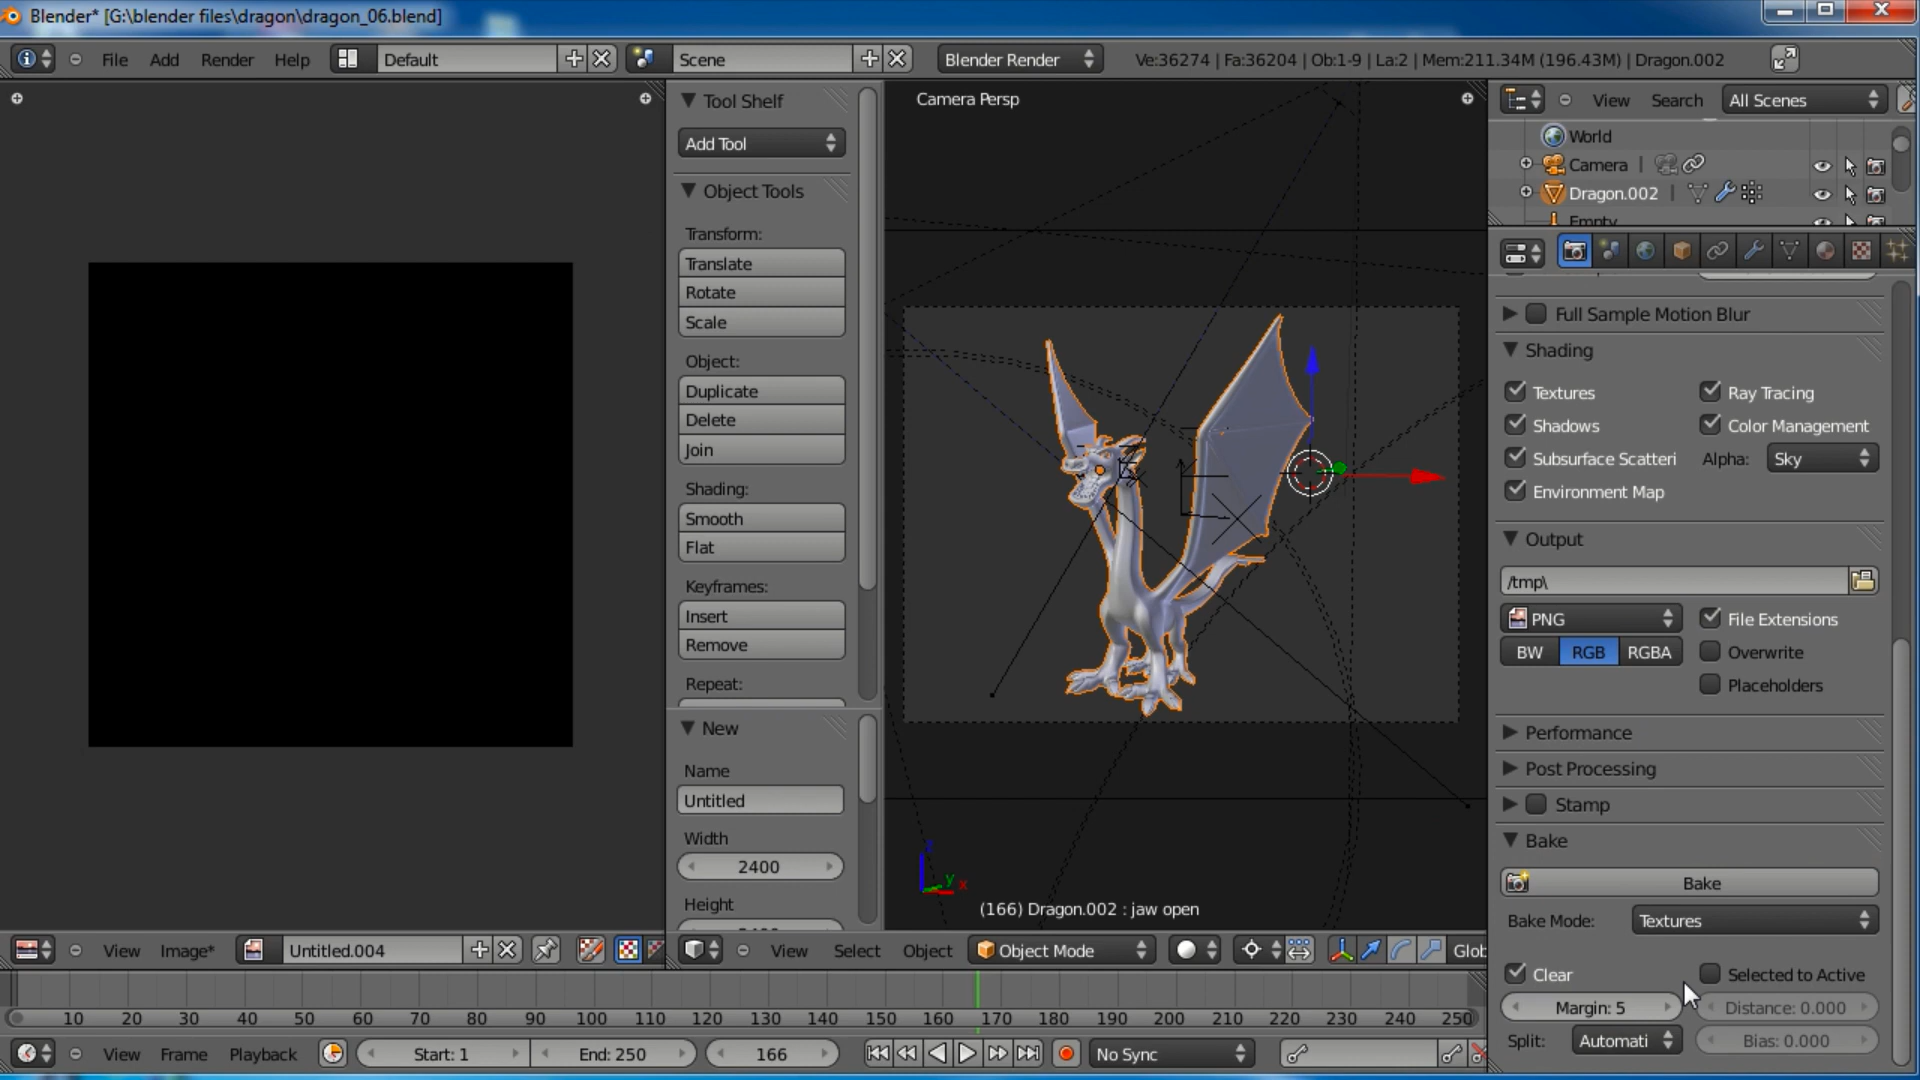 Blender* [G:\blender files\dragon\dragon_06.blend]
File Add Render Help Default Scene Blender Render Ve:36274 | Fa:36204 | Ob:1-9 | La:2 | Mem:211.34M (196.43M) | Dragon.002
Tool Shelf
Add Tool
Object Tools
Transform:
Translate
Rotate
Scale
Object:
Duplicate
Delete
Join
Shading:
Smooth
Flat
Keyframes:
Insert
Remove
Repeat:
New
Name
Untitled
Width
2400
Height
Camera Persp
z
y
x
(166) Dragon.002 : jaw open
View Search All Scenes
World
Camera
Dragon.002
Empty
Full Sample Motion Blur
Shading
Textures Ray Tracing
Shadows Color Management
Subsurface Scatteri Alpha: Sky
Environment Map
Output
/tmp\
PNG File Extensions
BW RGB RGBA Overwrite
Placeholders
Performance
Post Processing
Stamp
Bake
Bake
Bake Mode: Textures
Clear Selected to Active
Margin: 5 Distance: 0.000
Split: Automati Bias: 0.000
View Image* Untitled.004
View Select Object Object Mode Glob
10 20 30 40 50 60 70 80 90 100 110 120 130 140 150 160 170 180 190 200 210 220 230 240 250
View Frame Playback Start: 1 End: 250 166 No Sync